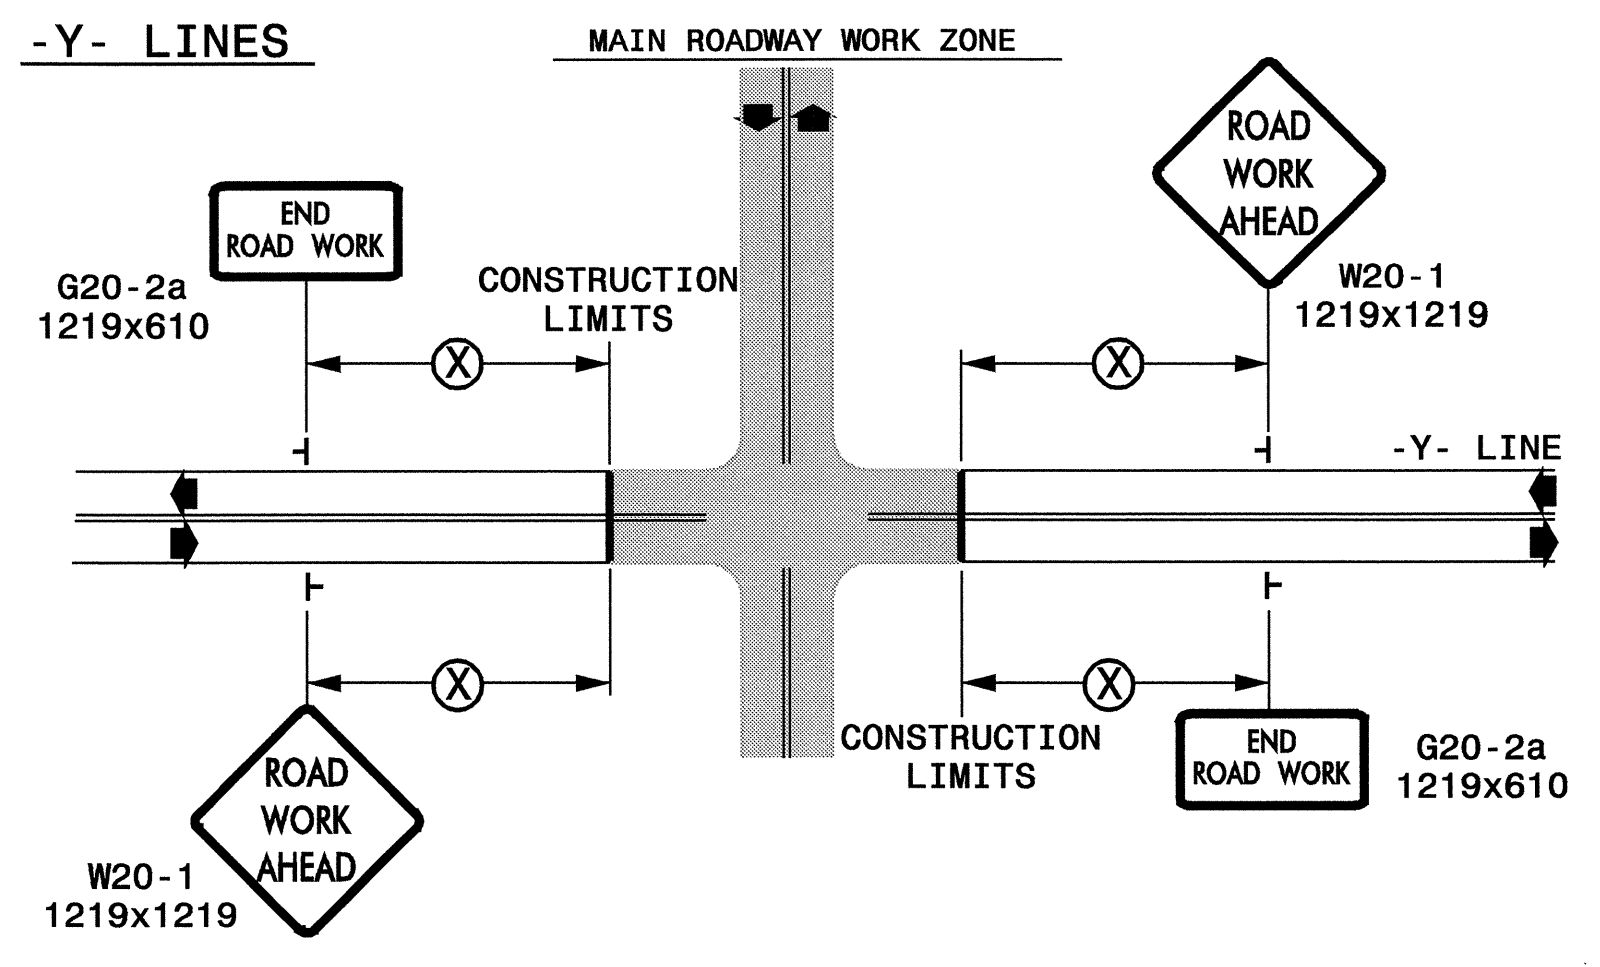 -Y- LINES
MAIN ROADWAY WORK ZONE
ROAD
WORK
AHEAD
W20-1
1219x1219
END
ROAD WORK
G20-2a
1219x610
CONSTRUCTION
LIMITS
X
X
-Y- LINE
X
X
ROAD
WORK
AHEAD
W20-1
1219x1219
CONSTRUCTION
LIMITS
END
ROAD WORK
G20-2a
1219x610